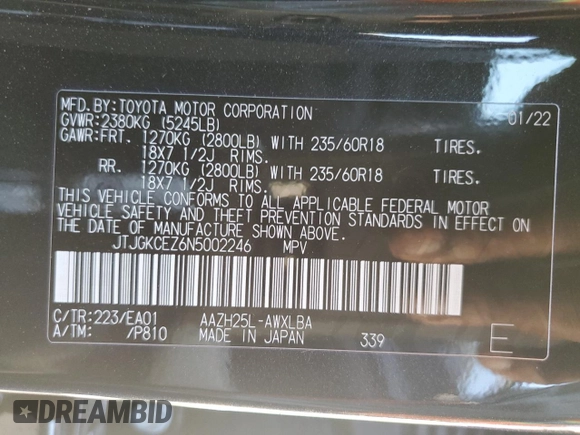 MFD.BY:TOYOTA MOTOR CORPORATION 01/22
GVWR:2380KG (5245LB)
GAWR:FRT. 1270KG (2800LB) WITH 235/60R18 TIRES.
18X7 1/2J RIMS.
RR. 1270KG (2800LB) WITH 235/60R18 TIRES.
18X7 1/2J RIMS.
THIS VEHICLE CONFORMS TO ALL APPLICABLE FEDERAL MOTOR
VEHICLE SAFETY AND THEFT PREVENTION STANDARDS IN EFFECT ON
THE DATE OF MANUFACTURE SHOWN ABOVE.
JTJGKCEZ6N5002246 MPV
C/TR:223/EA01 AAZH25L-AWXLBA
A/TM: /P810 MADE IN JAPAN 339 E
DREAMBID